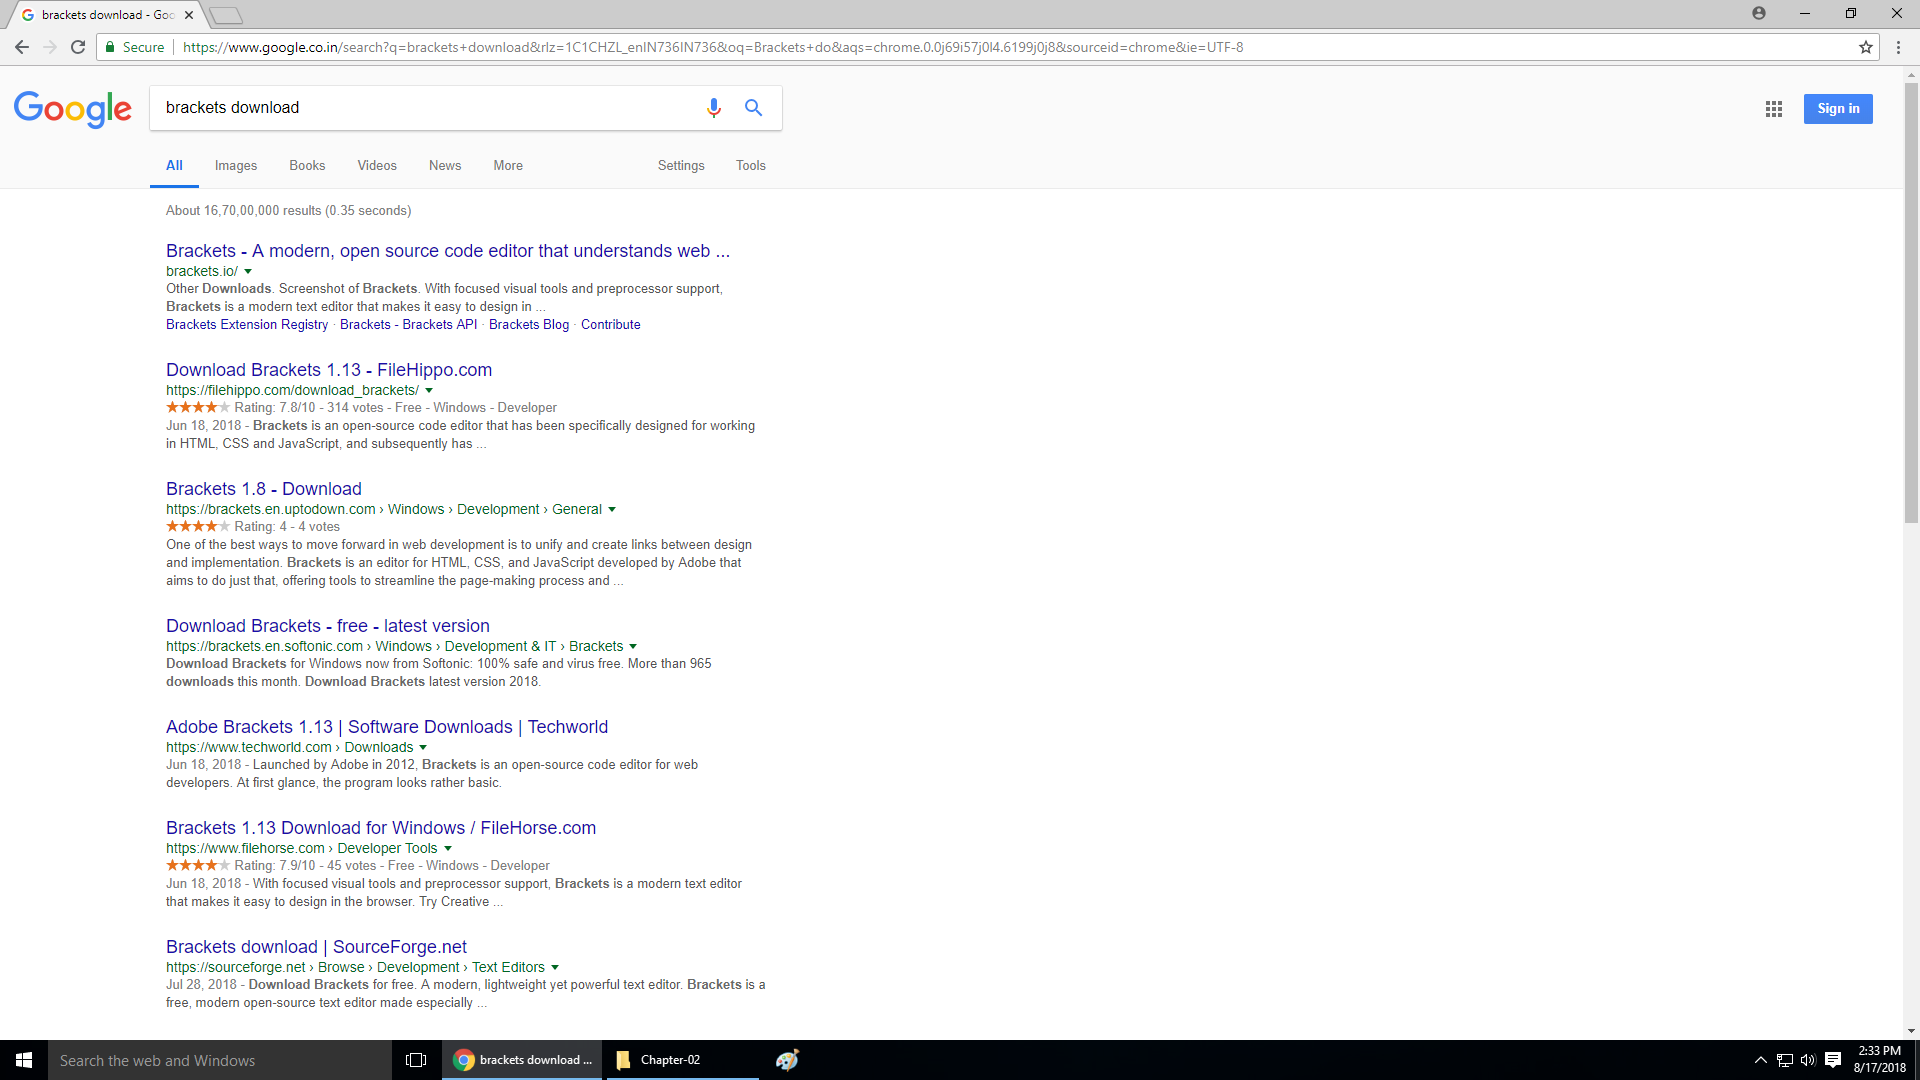 brackets download - Goo
Secure
https://www.google.co.in/search?q=brackets+download&rlz=1C1CHZL_enIN736IN736&oq=Brackets+do&aqs=chrome.0.0j69i57j0l4.6199j0j8&sourceid=chrome&ie=UTF-8
Google
brackets download
Sign in
All Images Books Videos News More Settings Tools
About 16,70,00,000 results (0.35 seconds)
Brackets - A modern, open source code editor that understands web ...
brackets.io/
Other Downloads. Screenshot of Brackets. With focused visual tools and preprocessor support,
Brackets is a modern text editor that makes it easy to design in ...
Brackets Extension Registry · Brackets - Brackets API · Brackets Blog · Contribute
Download Brackets 1.13 - FileHippo.com
https://filehippo.com/download_brackets/
Rating: 7.8/10 - 314 votes - Free - Windows - Developer
Jun 18, 2018 - Brackets is an open-source code editor that has been specifically designed for working
in HTML, CSS and JavaScript, and subsequently has ...
Brackets 1.8 - Download
https://brackets.en.uptodown.com › Windows › Development › General
Rating: 4 - 4 votes
One of the best ways to move forward in web development is to unify and create links between design
and implementation. Brackets is an editor for HTML, CSS, and JavaScript developed by Adobe that
aims to do just that, offering tools to streamline the page-making process and ...
Download Brackets - free - latest version
https://brackets.en.softonic.com › Windows › Development & IT › Brackets
Download Brackets for Windows now from Softonic: 100% safe and virus free. More than 965
downloads this month. Download Brackets latest version 2018.
Adobe Brackets 1.13 | Software Downloads | Techworld
https://www.techworld.com › Downloads
Jun 18, 2018 - Launched by Adobe in 2012, Brackets is an open-source code editor for web
developers. At first glance, the program looks rather basic.
Brackets 1.13 Download for Windows / FileHorse.com
https://www.filehorse.com › Developer Tools
Rating: 7.9/10 - 45 votes - Free - Windows - Developer
Jun 18, 2018 - With focused visual tools and preprocessor support, Brackets is a modern text editor
that makes it easy to design in the browser. Try Creative ...
Brackets download | SourceForge.net
https://sourceforge.net › Browse › Development › Text Editors
Jul 28, 2018 - Download Brackets for free. A modern, lightweight yet powerful text editor. Brackets is a
free, modern open-source text editor made especially ...
Search the web and Windows
brackets download ...
Chapter-02
2:33 PM
8/17/2018